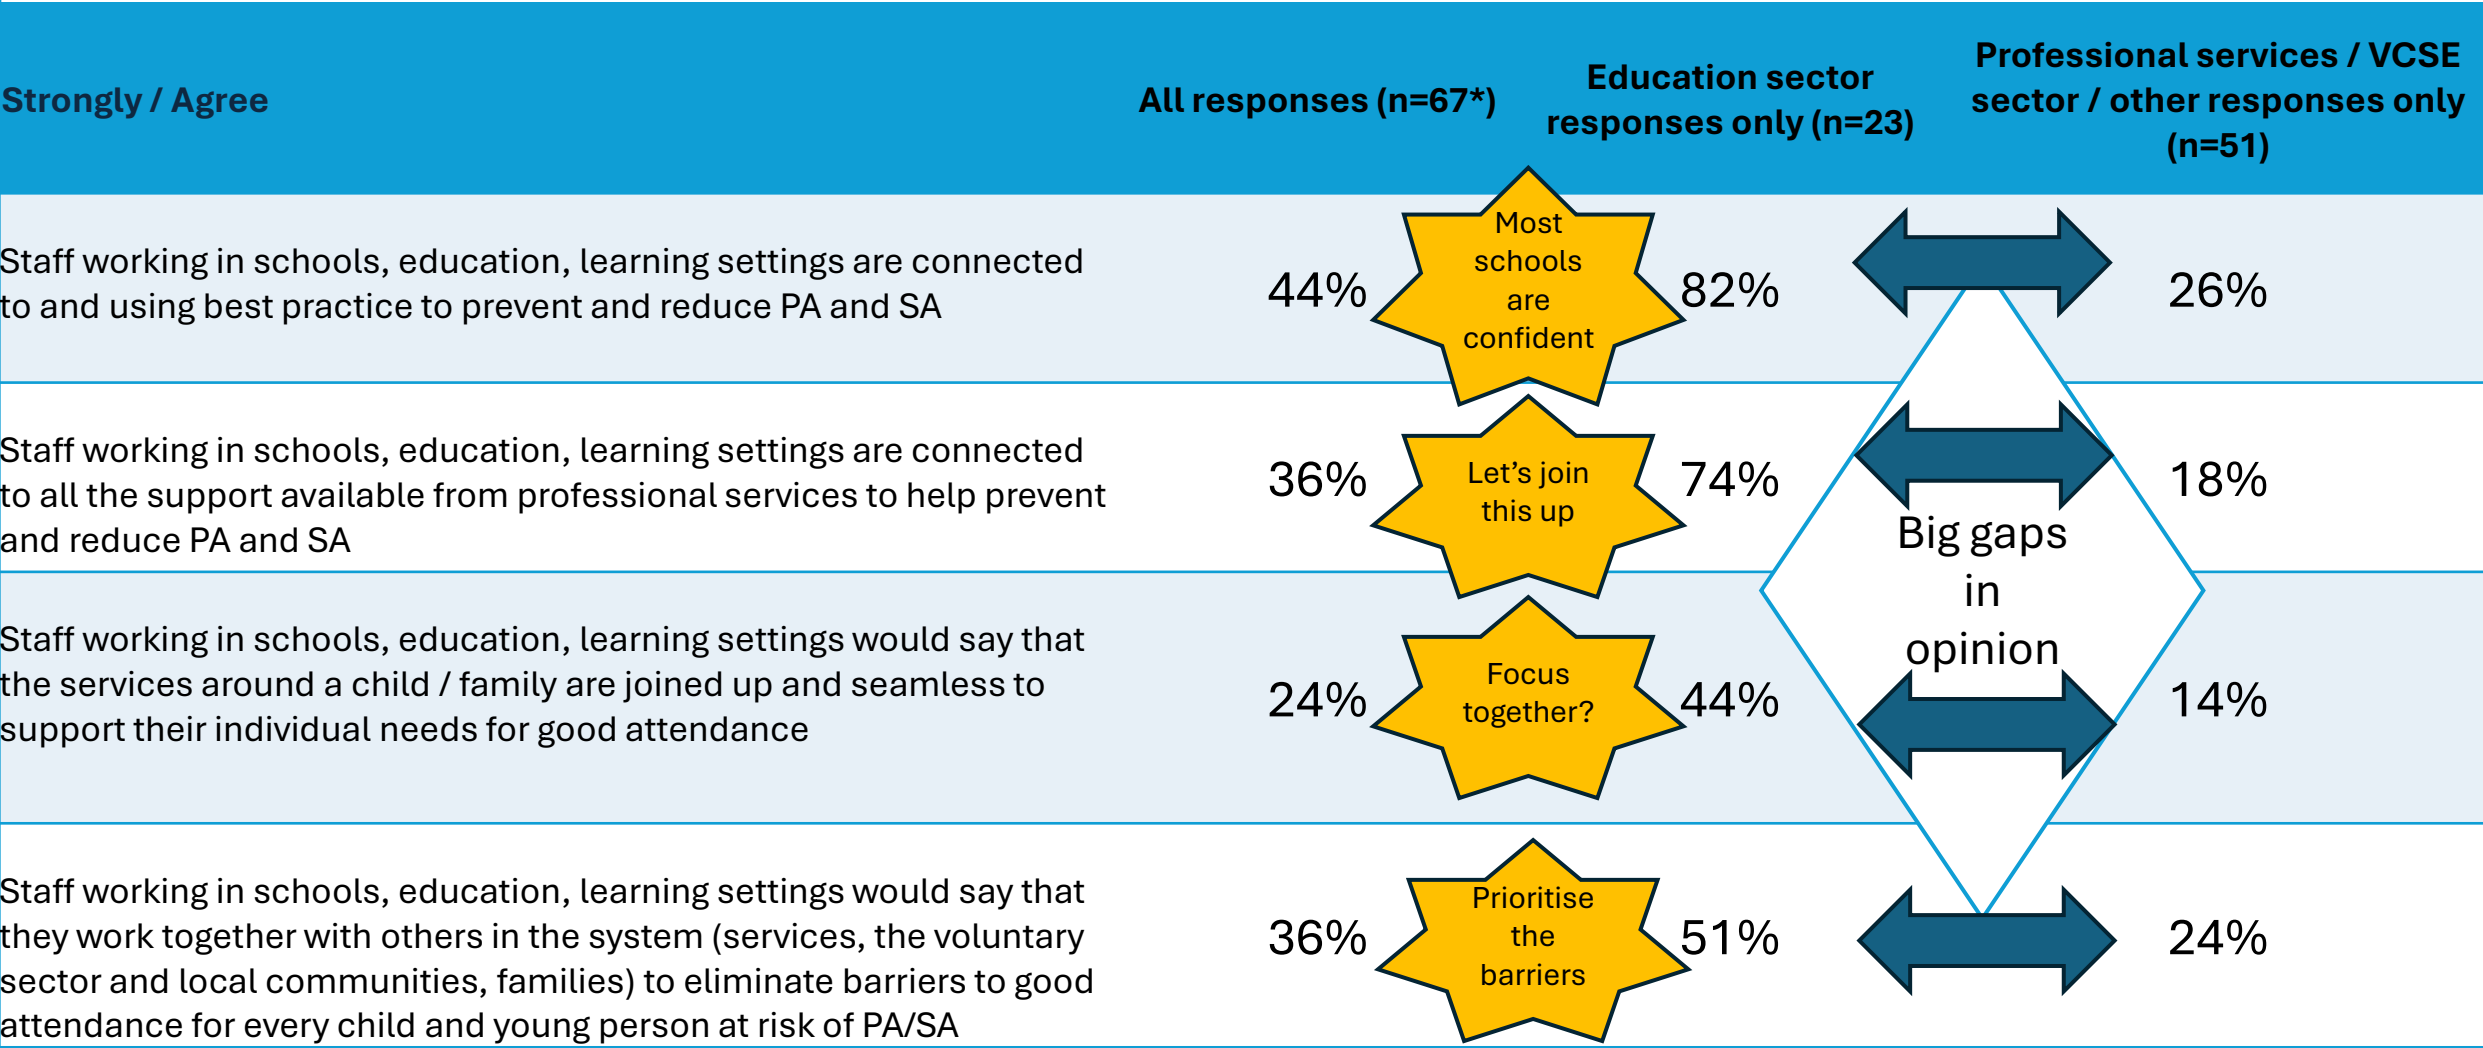 Strongly / Agree
All responses (n=67*)
Education sector
responses only (n=23)
Professional services / VCSE
sector / other responses only
(n=51)
Staff working in schools, education, learning settings are connected
to and using best practice to prevent and reduce PA and SA
44%
Most
schools
are
confident
82%
26%
Staff working in schools, education, learning settings are connected
to all the support available from professional services to help prevent
and reduce PA and SA
36%
Let’s join
this up
74%
18%
Big gaps
in
opinion
Staff working in schools, education, learning settings would say that
the services around a child / family are joined up and seamless to
support their individual needs for good attendance
24%
Focus
together?
44%
14%
Staff working in schools, education, learning settings would say that
they work together with others in the system (services, the voluntary
sector and local communities, families) to eliminate barriers to good
attendance for every child and young person at risk of PA/SA
36%
Prioritise
the
barriers
51%
24%